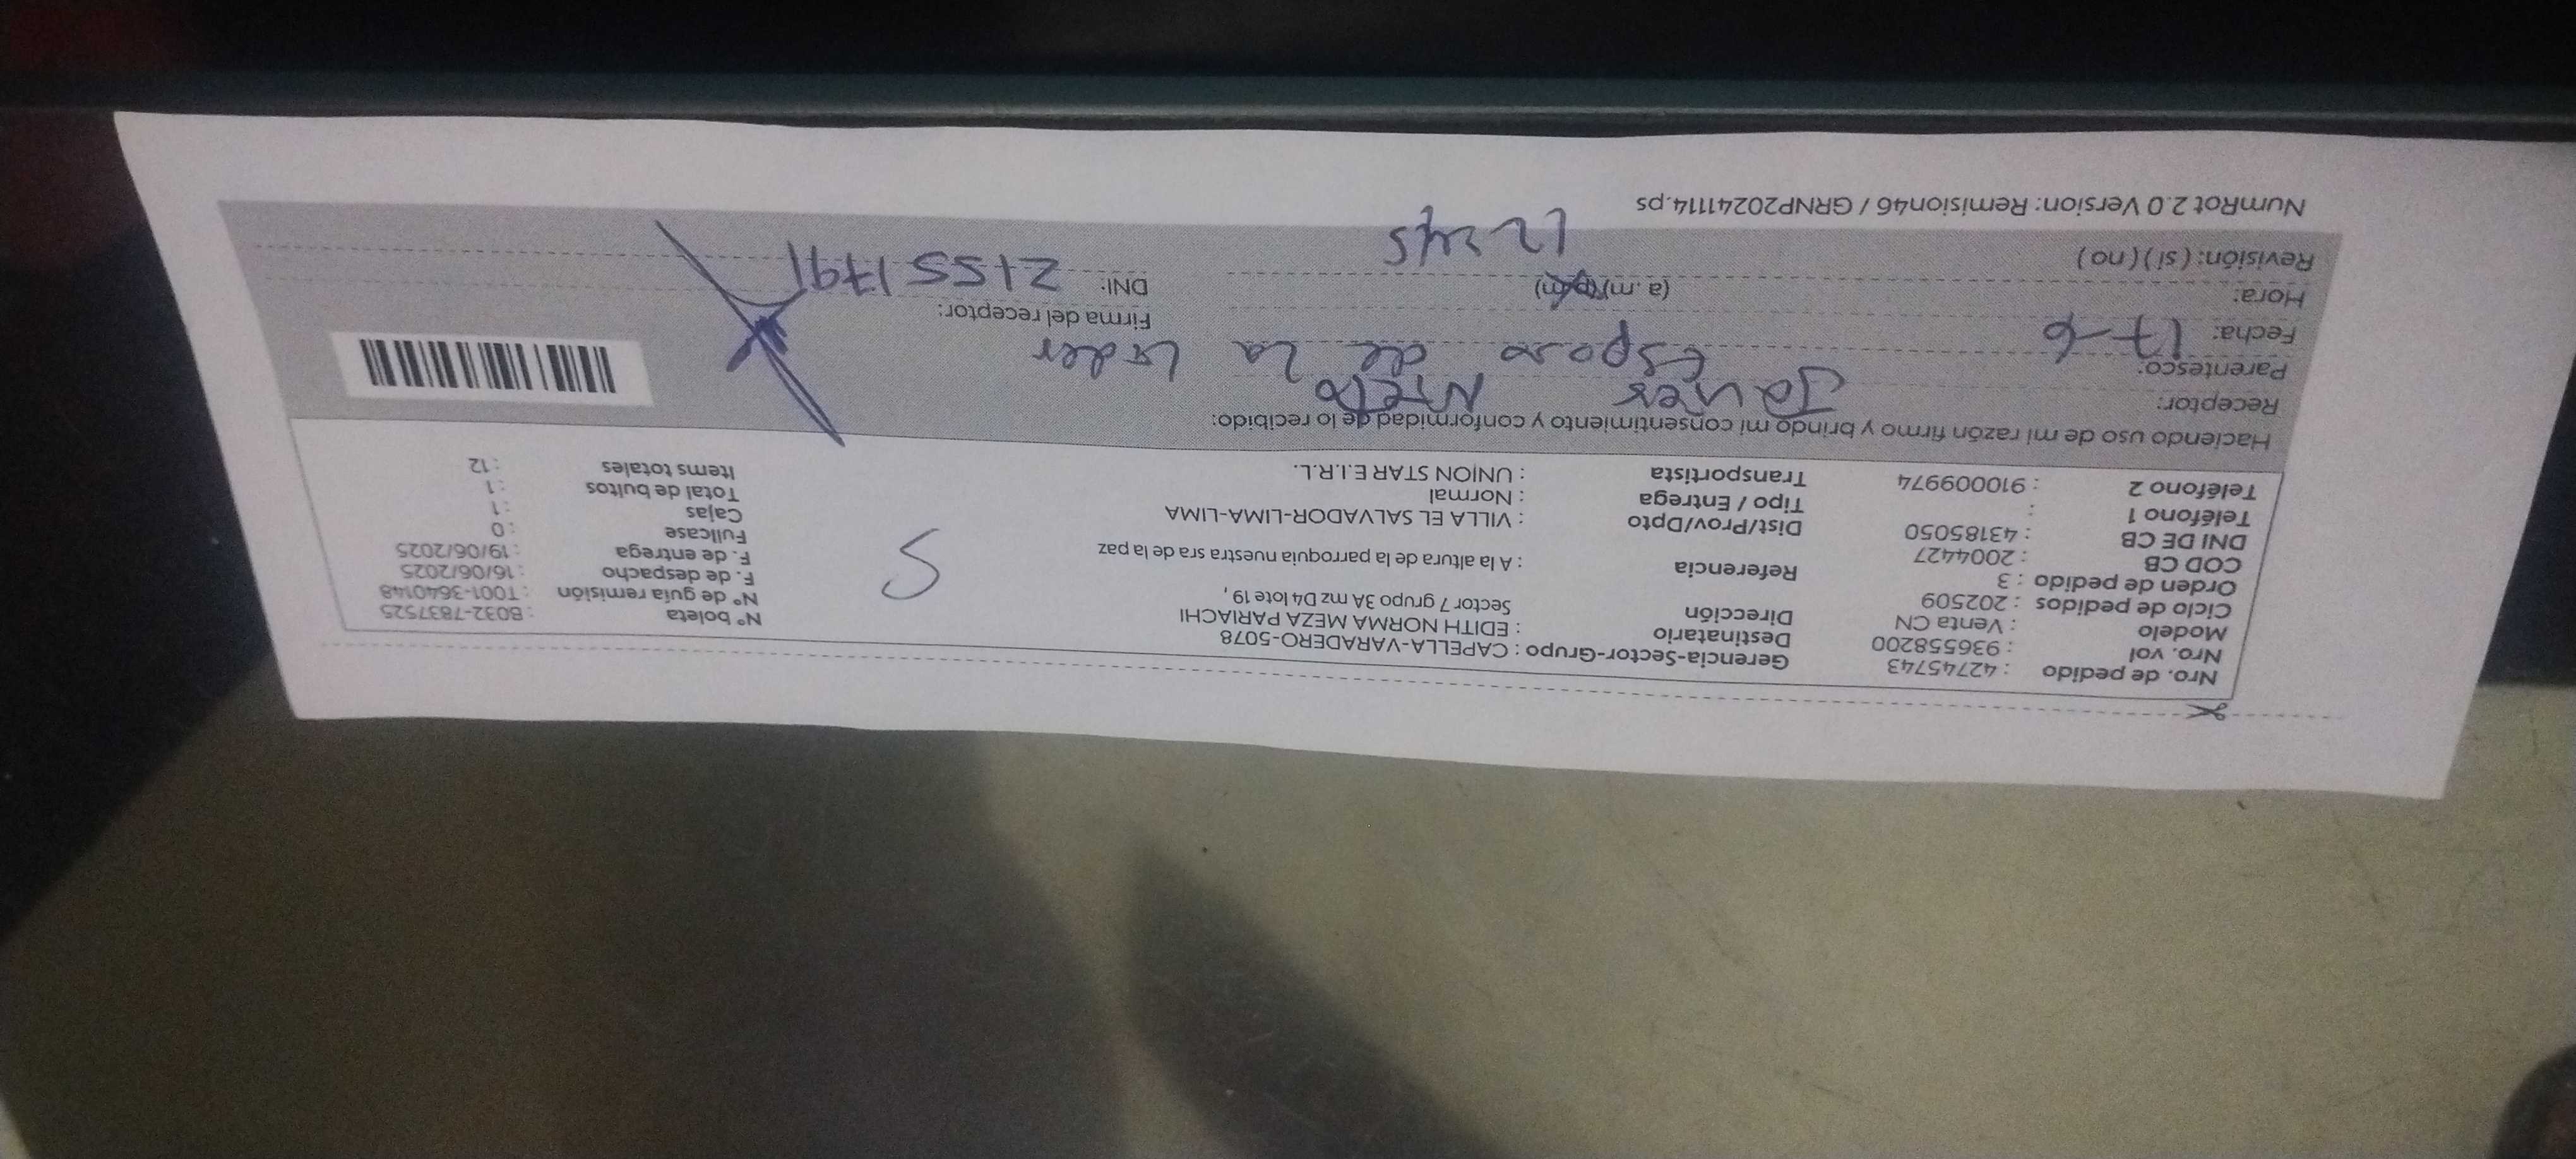 Nro. de pedido : 42745743 Gerencia-Sector-Grupo : CAPELLA-VARADERO-5078
Nro. vol : 936558200 Destinatario : EDITH NORMA MEZA PARIACHI Nº boleta : B032-7837525
Modelo : Venta CN Dirección Sector 7 grupo 3A mz D4 lote 19 , Nº de guía remisión : T001-3640148
Ciclo de pedidos : 202509 F. de despacho : 16/06/2025
Orden de pedido : 3 Referencia : A la altura de la parroquia nuestra sra de la paz F. de entrega : 19/06/2025
COD CB : 2004427 Fullcase : 0
DNI DE CB : 43185050 Dist/Prov/Dpto : VILLA EL SALVADOR-LIMA-LIMA Cajas : 1
Teléfono 1 : Tipo / Entrega : Normal Total de bultos : 1
Teléfono 2 : 910009974 Transportista : UNION STAR E.I.R.L. Items totales : 12
5
Haciendo uso de mi razón firmo y brindo mi consentimiento y conformidad de lo recibido:
Receptor: Javier Nieto
Parentesco: Esposo de La Lider
Fecha: 17-6 Firma del receptor:
Hora: (a. m) (p. m) DNI: 21551791
Revisión: ( sí ) ( no )
NumRot 2.0 Version: Remision46 / GRNP20241114.ps